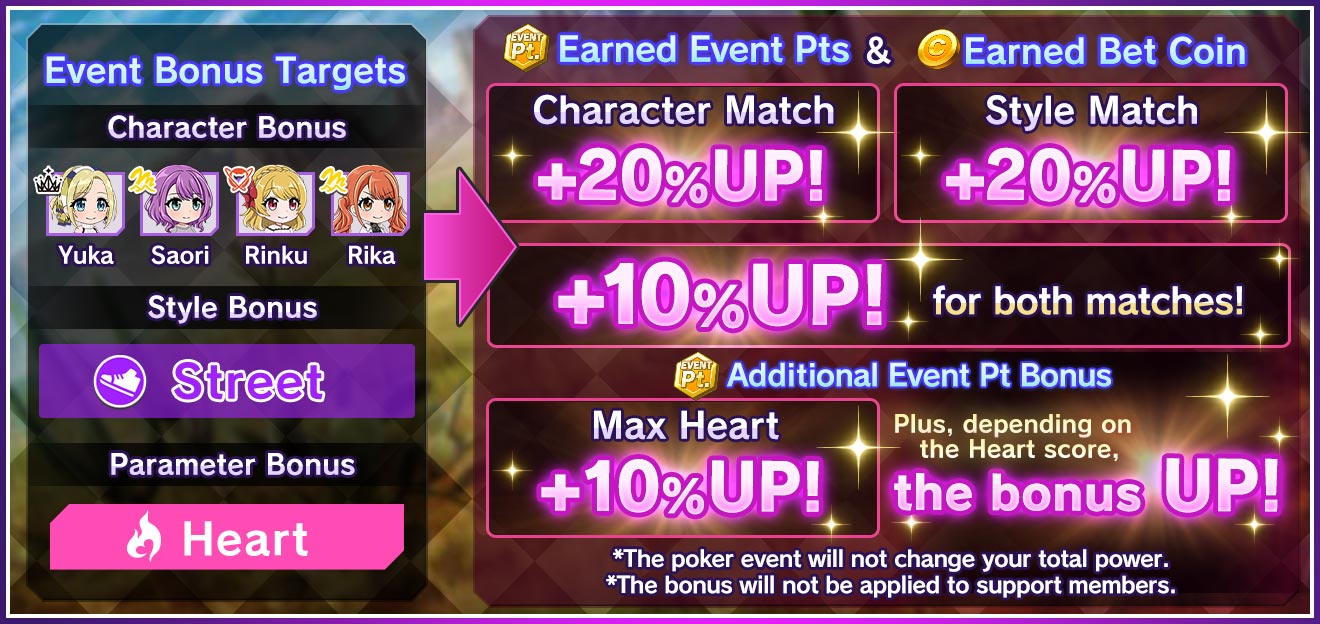 Event Bonus Targets
Character Bonus
Yuka Saori Rinku Rika
Style Bonus
Street
Parameter Bonus
Heart
EVENT Pt. Earned Event Pts & C Earned Bet Coin
Character Match
+20%UP!
Style Match
+20%UP!
+10%UP! for both matches!
EVENT Pt. Additional Event Pt Bonus
Max Heart
+10%UP!
Plus, depending on
the Heart score,
the bonus UP!
*The poker event will not change your total power.
*The bonus will not be applied to support members.